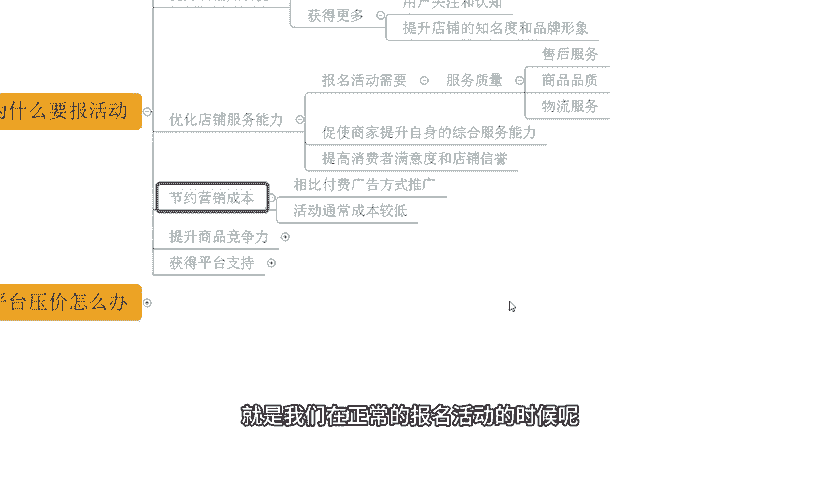 获得更多
用户关注和认知
提升店铺的知名度和品牌形象
什么要报活动
优化店铺服务能力
报名活动需要
服务质量
售后服务
商品品质
物流服务
促使商家提升自身的综合服务能力
提高消费者满意度和店铺信誉
节约营销成本
相比付费广告方式推广
活动通常成本较低
提升商品竞争力
获得平台支持
台压价怎么办
就是我们在正常的报名活动的时候呢